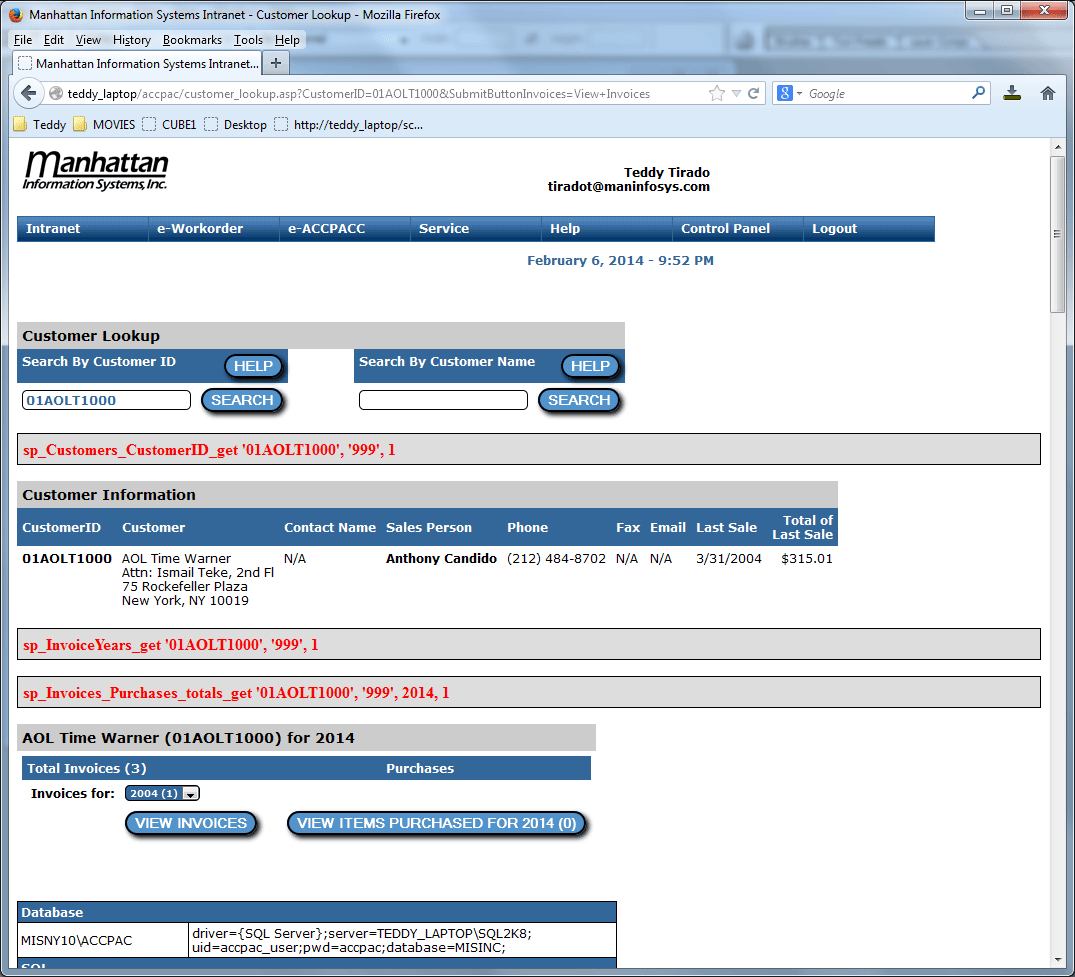 Manhattan Information Systems Intranet - Customer Lookup - Mozilla Firefox
File Edit View History Bookmarks Tools Help
Manhattan Information Systems Intranet... +
teddy_laptop/accpac/customer_lookup.asp?CustomerID=01AOLT1000&SubmitButtonInvoices=View+Invoices
8 Google
Teddy MOVIES CUBE1 Desktop http://teddy_laptop/sc...
Manhattan
Information Systems, Inc.
Teddy Tirado
tiradot@maninfosys.com
Intranet e-Workorder e-ACCPACC Service Help Control Panel Logout
February 6, 2014 - 9:52 PM
Customer Lookup
Search By Customer ID HELP Search By Customer Name HELP
01AOLT1000 SEARCH SEARCH
sp_Customers_CustomerID_get '01AOLT1000', '999', 1
Customer Information
CustomerID Customer Contact Name Sales Person Phone Fax Email Last Sale Total of
Last Sale
01AOLT1000 AOL Time Warner N/A Anthony Candido (212) 484-8702 N/A N/A 3/31/2004 $315.01
Attn: Ismail Teke, 2nd Fl
75 Rockefeller Plaza
New York, NY 10019
sp_InvoiceYears_get '01AOLT1000', '999', 1
sp_Invoices_Purchases_totals_get '01AOLT1000', '999', 2014, 1
AOL Time Warner (01AOLT1000) for 2014
Total Invoices (3) Purchases
Invoices for: 2004 (1)
VIEW INVOICES VIEW ITEMS PURCHASED FOR 2014 (0)
Database
MISNY10\ACCPAC driver={SQL Server};server=TEDDY_LAPTOP\SQL2K8;
uid=accpac_user;pwd=accpac;database=MISINC;
SQL